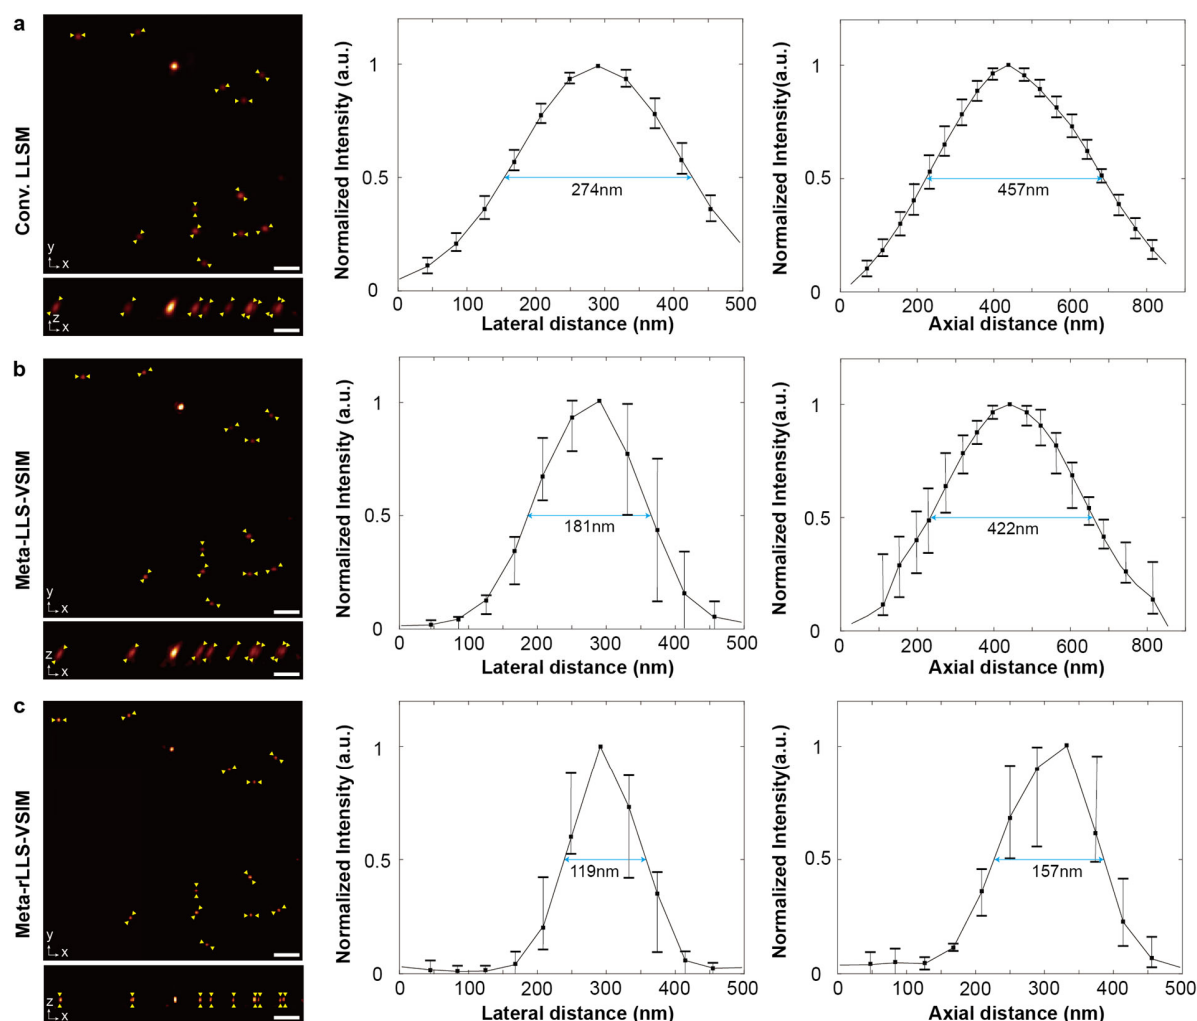 a
Conv. LLSM
y
x
z
x
Normalized Intensity (a.u.)
1
0.5
0
274nm
0 100 200 300 400 500
Lateral distance (nm)
Normalized Intensity(a.u.)
1
0.5
0
457nm
0 200 400 600 800
Axial distance (nm)
b
Meta-LLS-VSIM
y
x
z
x
Normalized Intensity (a.u.)
1
0.5
0
181nm
0 100 200 300 400 500
Lateral distance (nm)
Normalized Intensity(a.u.)
1
0.5
0
422nm
0 200 400 600 800
Axial distance (nm)
c
Meta-rLLS-VSIM
y
x
z
x
Normalized Intensity (a.u.)
1
0.5
0
119nm
0 100 200 300 400 500
Lateral distance (nm)
Normalized Intensity(a.u.)
1
0.5
0
157nm
0 100 200 300 400 500
Axial distance (nm)